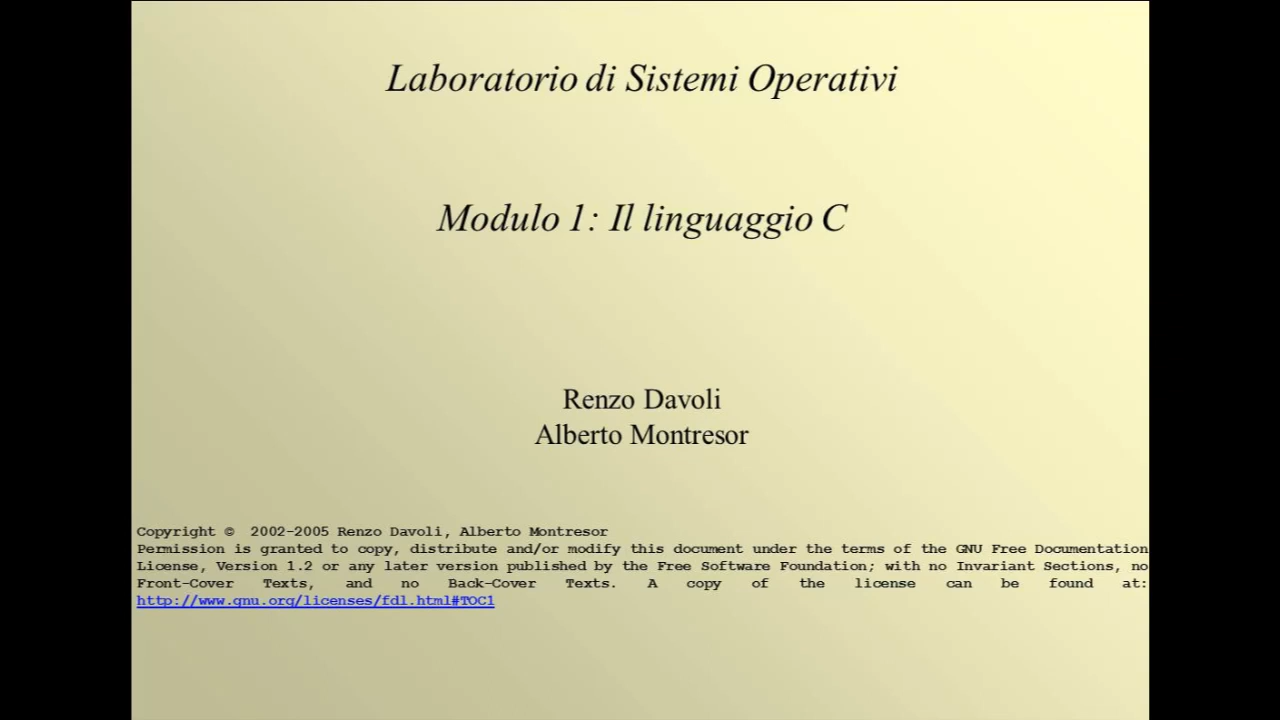 Laboratorio di Sistemi Operativi
Modulo 1: Il linguaggio C
Renzo Davoli
Alberto Montresor
Copyright © 2002-2005 Renzo Davoli, Alberto Montresor
Permission is granted to copy, distribute and/or modify this document under the terms of the GNU Free Documentation
License, Version 1.2 or any later version published by the Free Software Foundation; with no Invariant Sections, no
Front-Cover Texts, and no Back-Cover Texts. A copy of the license can be found at:
http://www.gnu.org/licenses/fdl.html#TOC1